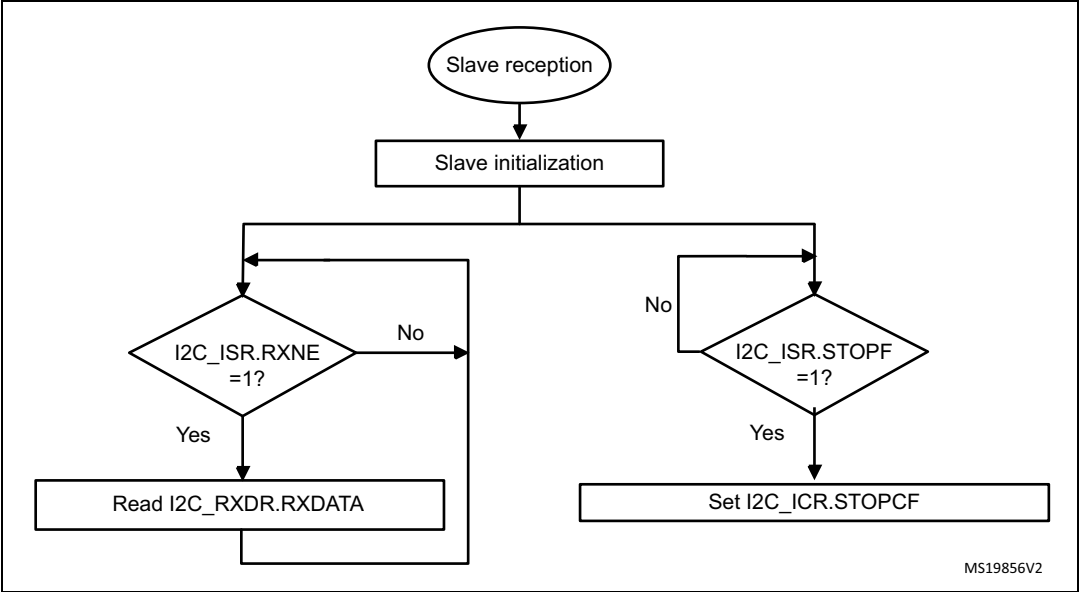 Slave reception
Slave initialization
No
No
I2C_ISR.RXNE
=1?
I2C_ISR.STOPF
=1?
Yes
Yes
Read I2C_RXDR.RXDATA
Set I2C_ICR.STOPCF
MS19856V2